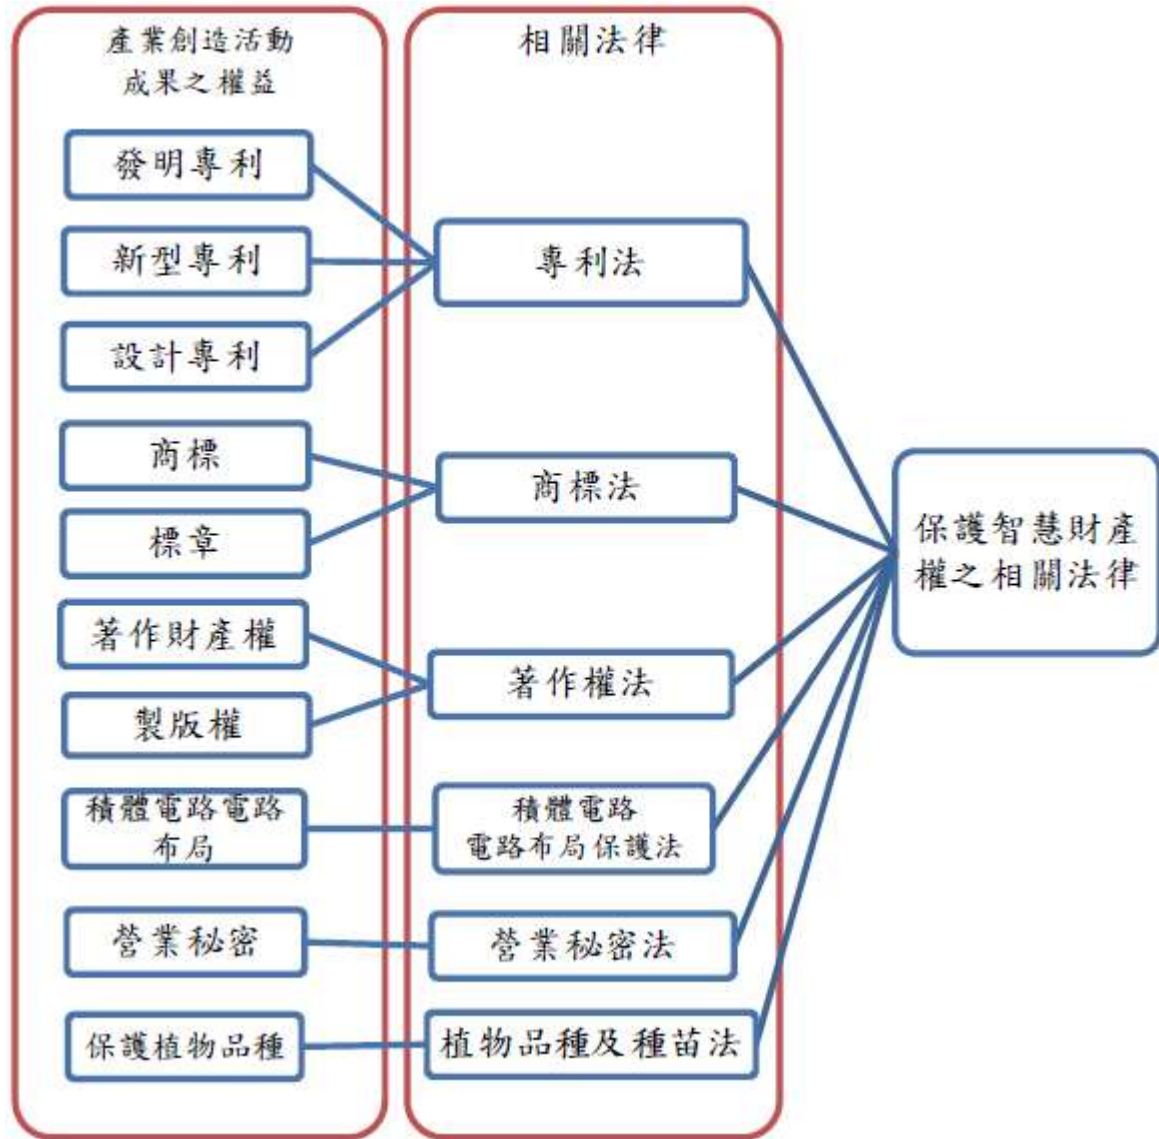 產業創造活動
成果之權益
發明專利
新型專利
設計專利
商標
標章
著作財產權
製版權
積體電路電路
布局
營業秘密
保護植物品種
相關法律
專利法
商標法
著作權法
積體電路
電路布局保護法
營業秘密法
植物品種及種苗法
保護智慧財產
權之相關法律